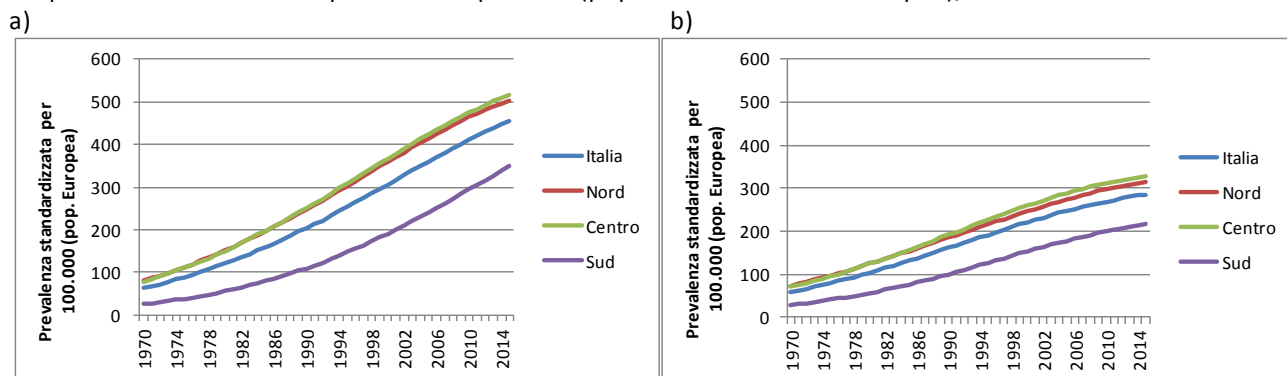 a)
b)
Prevalenza standardizzata per
100.000 (pop. Europea)
600
500
400
300
200
100
0
1970
1974
1978
1982
1986
1990
1994
1998
2002
2006
2010
2014
Italia
Nord
Centro
Sud
Prevalenza standardizzata per
100.000 (pop. Europea)
600
500
400
300
200
100
0
1970
1974
1978
1982
1986
1990
1994
1998
2002
2006
2010
2014
Italia
Nord
Centro
Sud